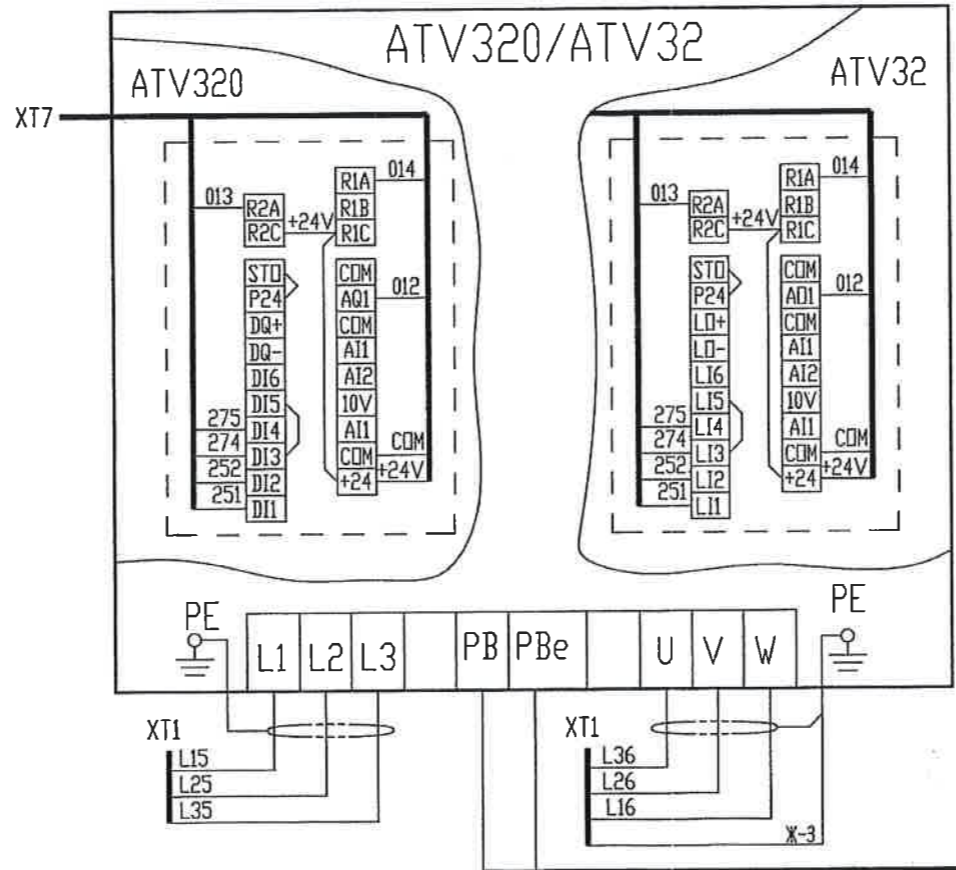 ATV320/ATV32
ATV320
ATV32
XT7
013
R2A
R2C
+24V
014
R1A
R1B
R1C
STO
P24
DQ+
DQ-
DI6
DI5
DI4
DI3
DI2
DI1
275
274
252
251
COM
AQ1
COM
AI1
AI2
10V
AI1
COM
+24
012
COM
+24V
013
R2A
R2C
+24V
014
R1A
R1B
R1C
STO
P24
LO+
LO-
LI6
LI5
LI4
LI3
LI2
LI1
275
274
252
251
COM
AO1
COM
AI1
AI2
10V
AI1
COM
+24
012
COM
+24V
PE
L1 L2 L3 PB PBe U V W
PE
XT1
L15
L25
L35
XT1
L36
L26
L16
Ж-З